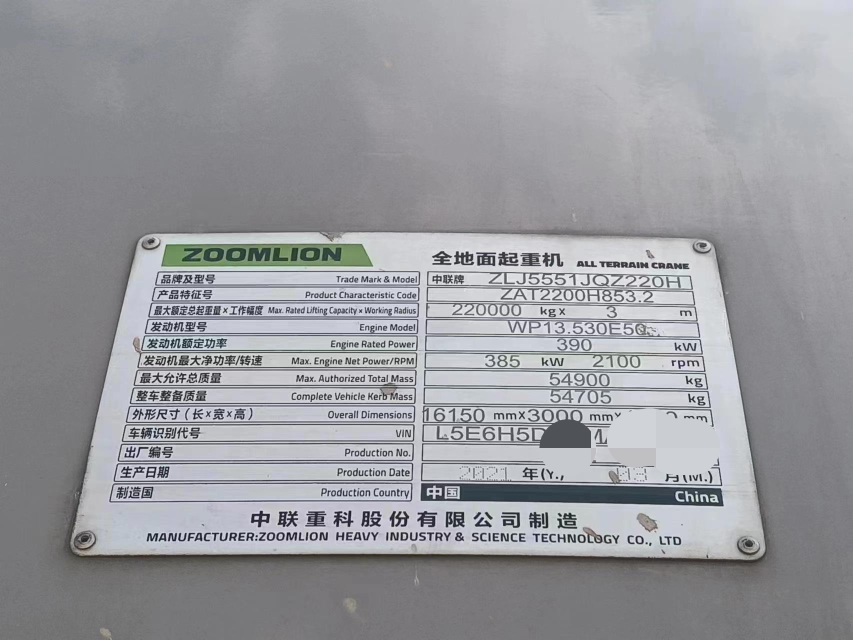 ZOOMLION 全地面起重机 ALL TERRAIN CRANE
品牌及型号 Trade Mark & Model 中联牌 ZLJ5551JQZ220H
产品特征号 Product Characteristic Code ZAT2200H853.2
最大额定总起重量×工作幅度 Max. Rated Lifting Capacity × Working Radius 220000 kg× 3 m
发动机型号 Engine Model WP13.530E50
发动机额定功率 Engine Rated Power 390 kW
发动机最大净功率/转速 Max. Engine Net Power/RPM 385 kW 2100 rpm
最大允许总质量 Max. Authorized Total Mass 54900 kg
整车整备质量 Complete Vehicle Kerb Mass 54705 kg
外形尺寸(长×宽×高) Overall Dimensions 16150 mm×3000 mm× mm
车辆识别代号 VIN L5E6H5D
出厂编号 Production No.
生产日期 Production Date 2021 年(Y.) 03 月(M.)
制造国 Production Country 中国 China
中联重科股份有限公司制造
MANUFACTURER:ZOOMLION HEAVY INDUSTRY & SCIENCE TECHNOLOGY CO., LTD